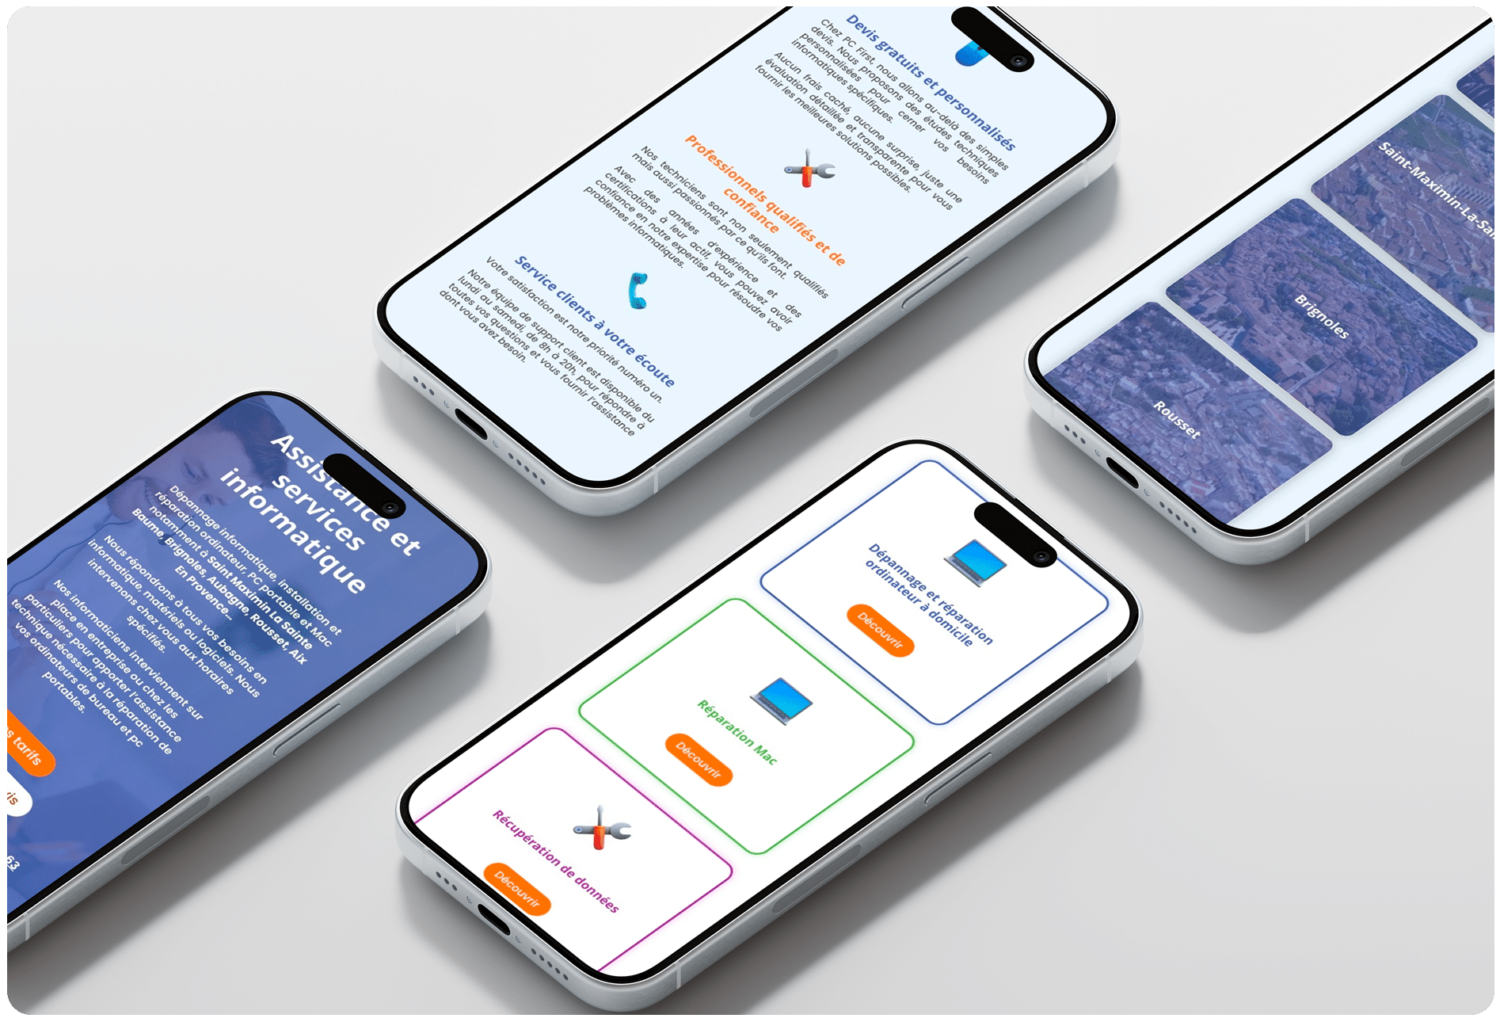 Devis gratuits et personnalisés
Chez PC First, nous allons au-delà des simples
devis. Nous proposons des études techniques
personnalisées pour cerner vos besoins
informatiques spécifiques.
Aucun frais caché, aucune surprise, juste une
évaluation détaillée et transparente pour vous
fournir les meilleures solutions possibles.
Professionnels qualifiés et de
confiance
Nos techniciens sont non seulement qualifiés
mais aussi passionnés par ce qu'ils font.
Avec des années d'expérience et des
certifications à leur actif, vous pouvez avoir
confiance en notre expertise pour résoudre vos
problèmes informatiques.
Service clients à votre écoute
Votre satisfaction est notre priorité numéro un.
Notre équipe de support client est disponible du
lundi au samedi, de 8h à 20h, pour répondre à
toutes vos questions et vous fournir l'assistance
dont vous avez besoin.
Saint-Maximin-La-Sai
Brignoles
Rousset
Assistance et
services
informatique
Dépannage informatique, installation et
réparation ordinateur, PC portable et Mac
notamment à Saint Maximin La Sainte
Baume, Brignoles, Aubagne, Rousset, Aix
En Provence...
Nous répondrons à tous vos besoins en
informatique, matériels ou logiciels. Nous
intervenons chez vous aux horaires
spécifiés.
Nos informaticiens interviennent sur
place en entreprise ou chez les
particuliers pour apporter l'assistance
technique nécessaire à la réparation de
vos ordinateurs de bureau et pc
portables.
s tarifs
vis
63
Dépannage et réparation
ordinateur à domicile
Découvrir
Réparation Mac
Découvrir
Récupération de données
Découvrir